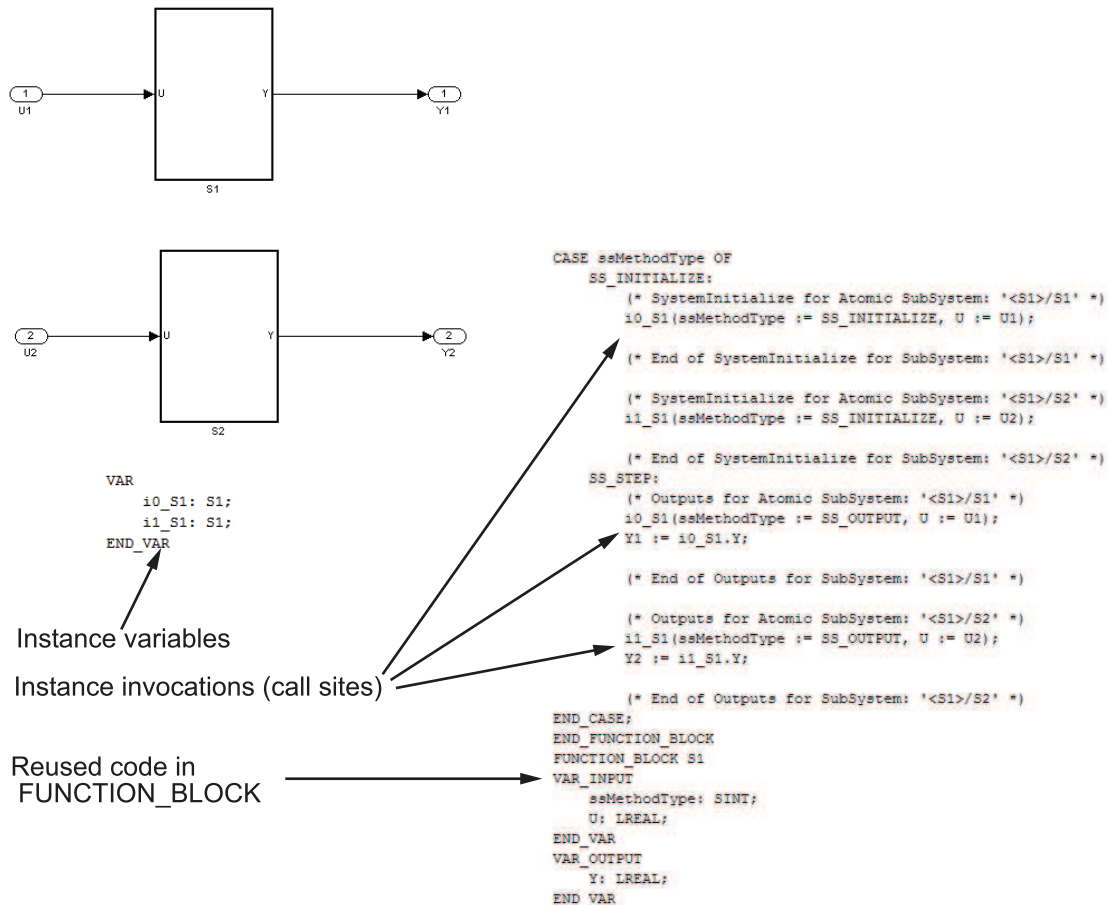 1
U1
U
Y
S1
1
Y1
2
U2
U
Y
S2
2
Y2
VAR
i0_S1: S1;
i1_S1: S1;
END_VAR
Instance variables
Instance invocations (call sites)
Reused code in
FUNCTION_BLOCK
CASE ssMethodType OF
SS_INITIALIZE:
(* SystemInitialize for Atomic SubSystem: '<S1>/S1' *)
i0_S1(ssMethodType := SS_INITIALIZE, U := U1);
(* End of SystemInitialize for SubSystem: '<S1>/S1' *)
(* SystemInitialize for Atomic SubSystem: '<S1>/S2' *)
i1_S1(ssMethodType := SS_INITIALIZE, U := U2);
(* End of SystemInitialize for SubSystem: '<S1>/S2' *)
SS_STEP:
(* Outputs for Atomic SubSystem: '<S1>/S1' *)
i0_S1(ssMethodType := SS_OUTPUT, U := U1);
Y1 := i0_S1.Y;
(* End of Outputs for SubSystem: '<S1>/S1' *)
(* Outputs for Atomic SubSystem: '<S1>/S2' *)
i1_S1(ssMethodType := SS_OUTPUT, U := U2);
Y2 := i1_S1.Y;
(* End of Outputs for SubSystem: '<S1>/S2' *)
END_CASE;
END_FUNCTION_BLOCK
FUNCTION_BLOCK S1
VAR_INPUT
ssMethodType: SINT;
U: LREAL;
END_VAR
VAR_OUTPUT
Y: LREAL;
END_VAR